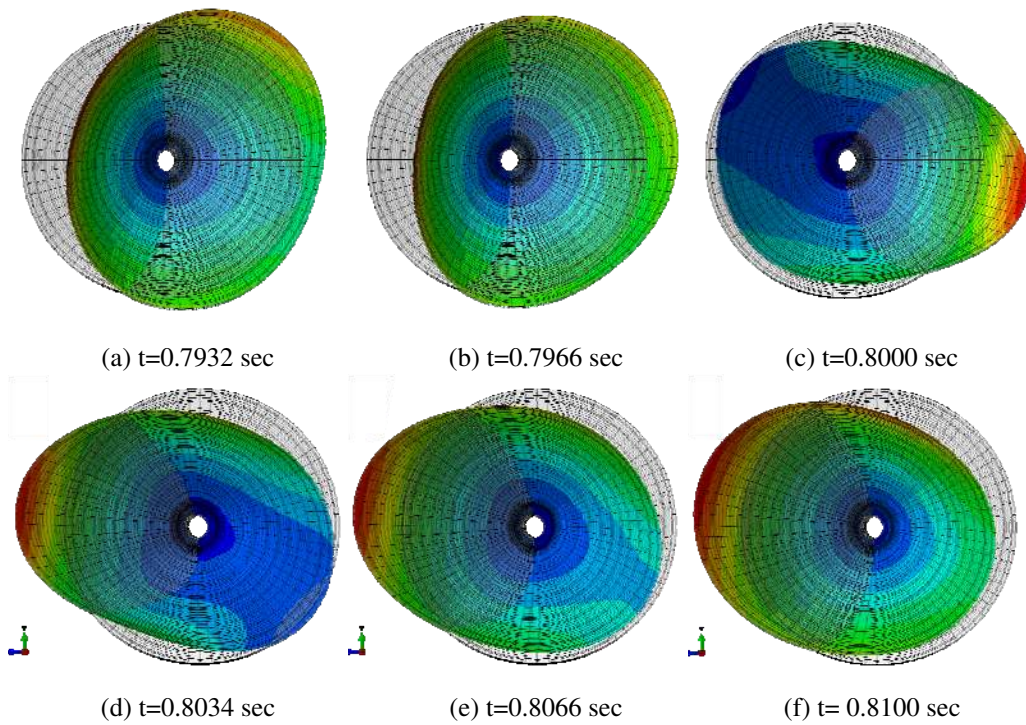 (a) t=0.7932 sec
(b) t=0.7966 sec
(c) t=0.8000 sec
(d) t=0.8034 sec
(e) t=0.8066 sec
(f) t= 0.8100 sec